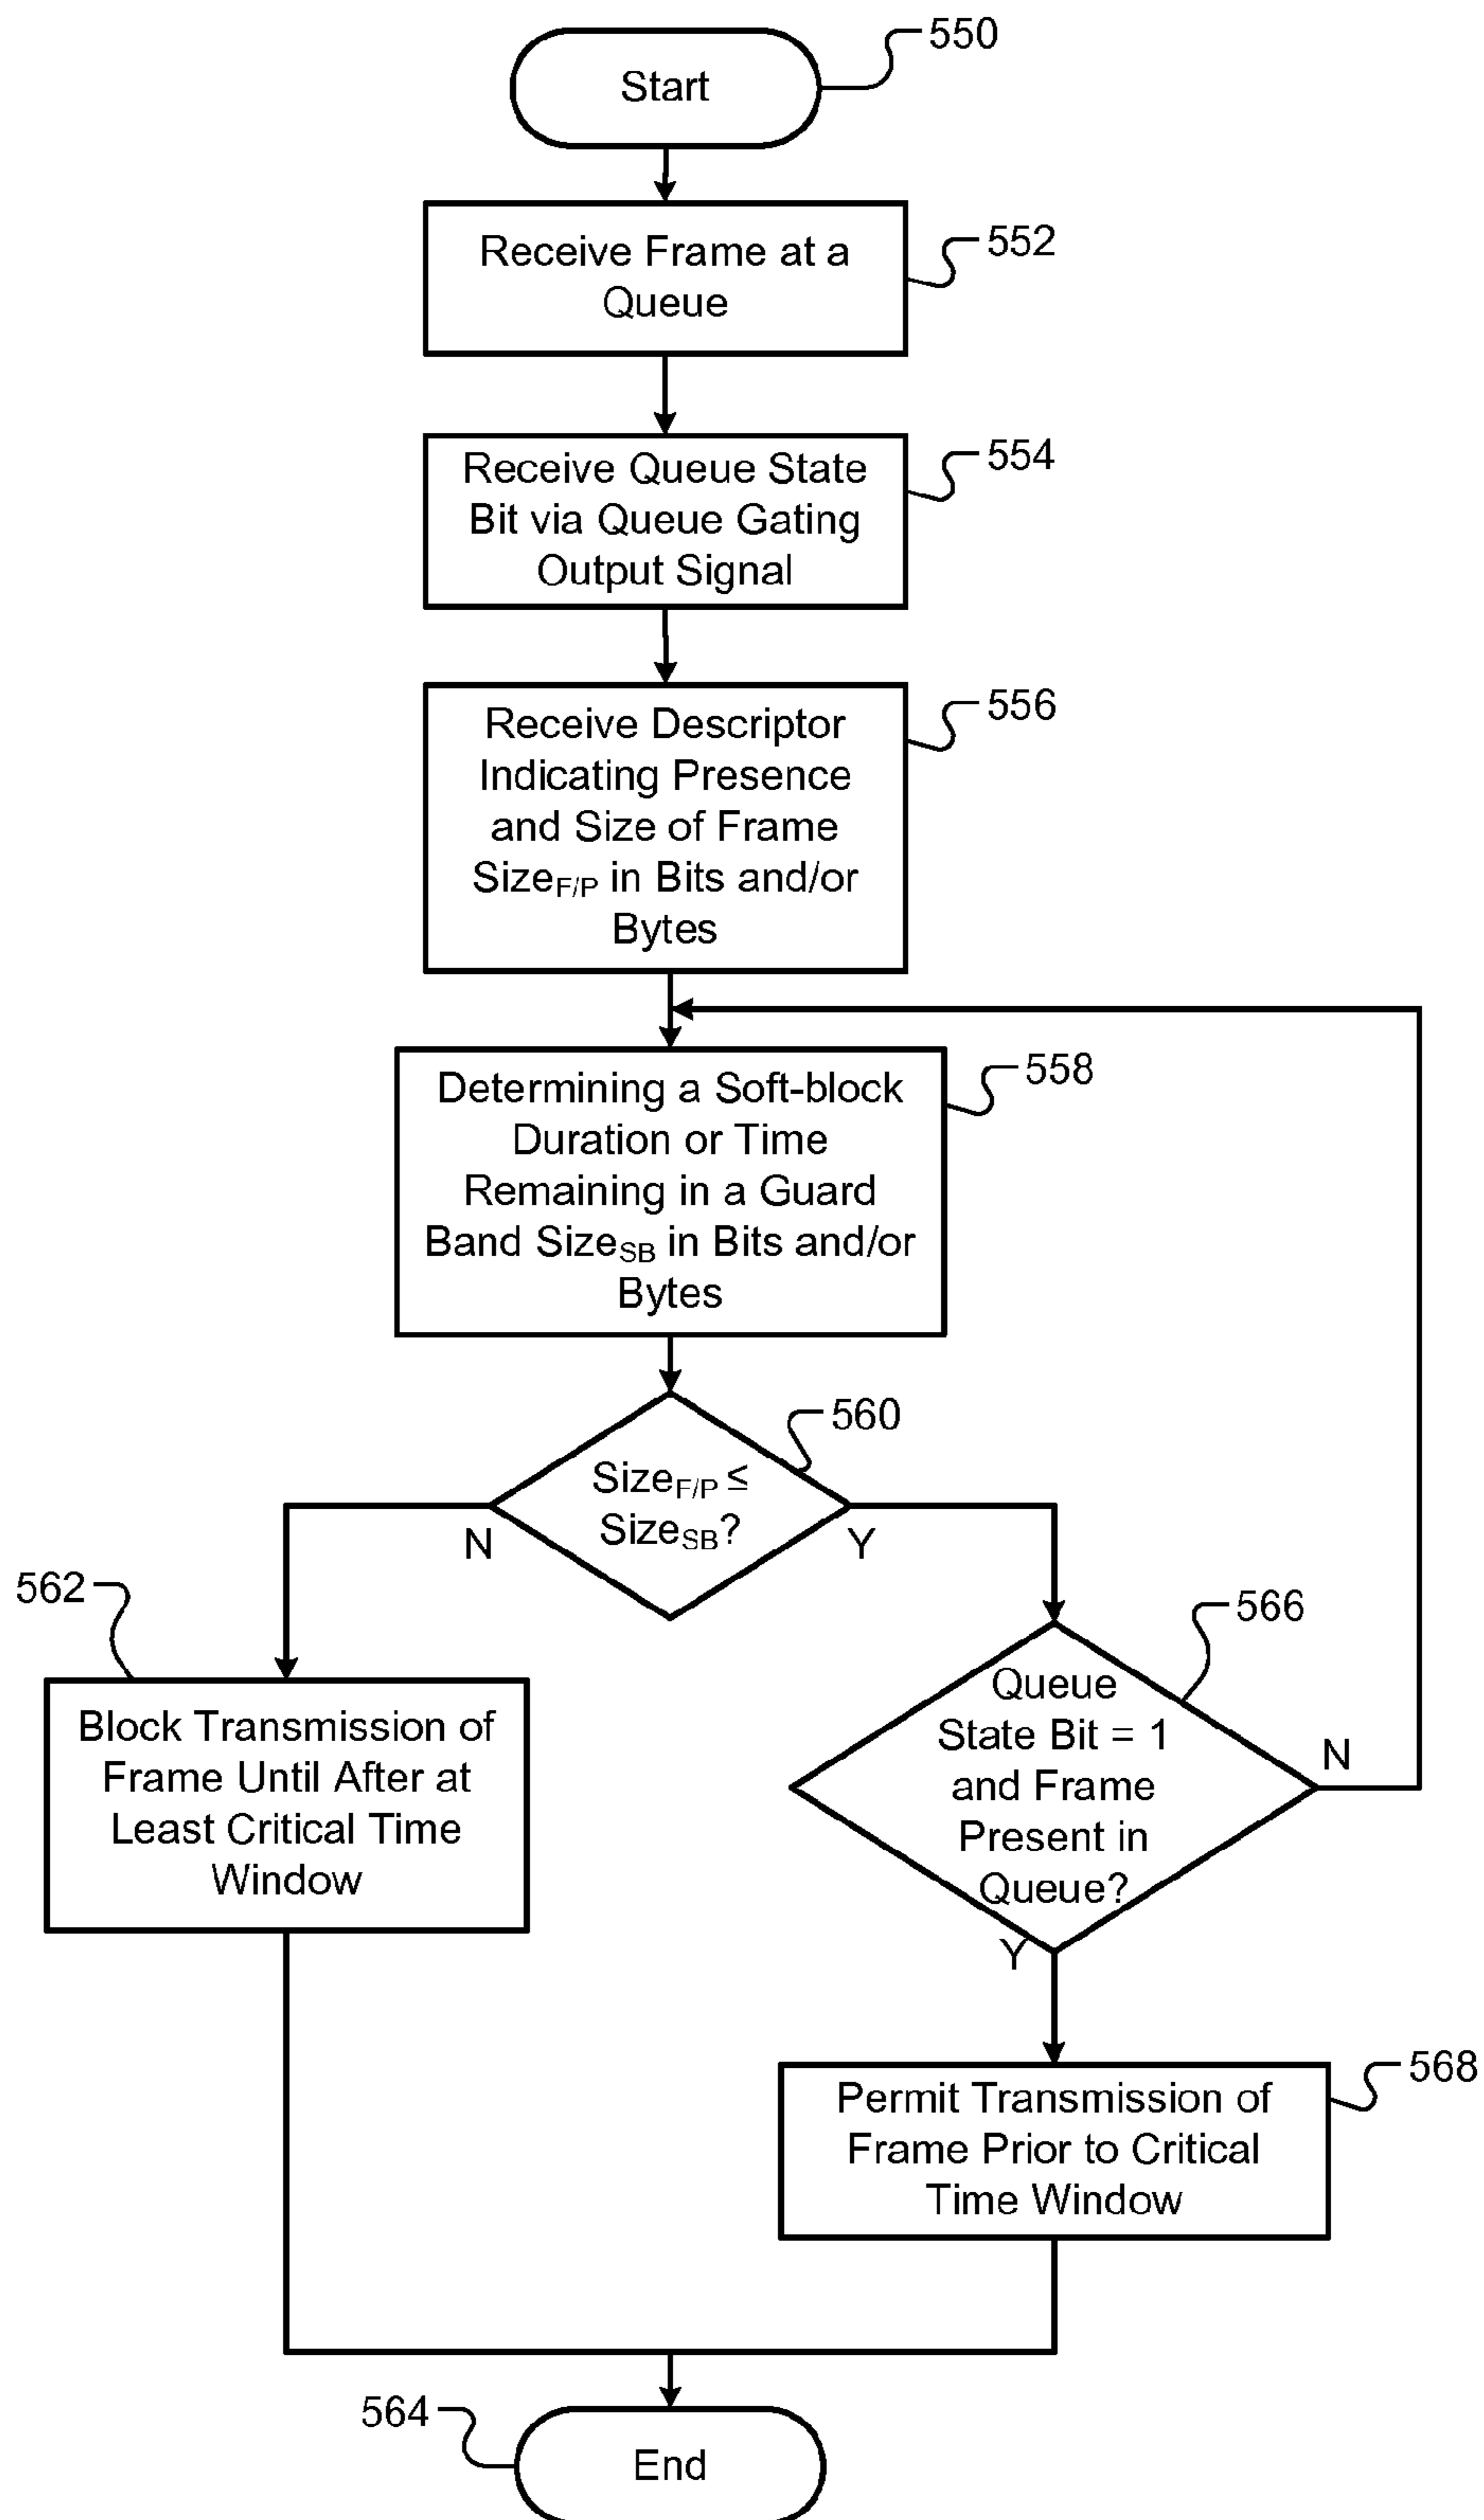 550
Start
552
Receive Frame at a
Queue
554
Receive Queue State
Bit via Queue Gating
Output Signal
556
Receive Descriptor
Indicating Presence
and Size of Frame
Size_F/P in Bits and/or
Bytes
558
Determining a Soft-block
Duration or Time
Remaining in a Guard
Band Size_SB in Bits and/or
Bytes
560
Size_F/P ≤
Size_SB?
N
Y
562
Block Transmission of
Frame Until After at
Least Critical Time
Window
566
Queue
State Bit = 1
and Frame
Present in
Queue?
N
Y
568
Permit Transmission of
Frame Prior to Critical
Time Window
564
End